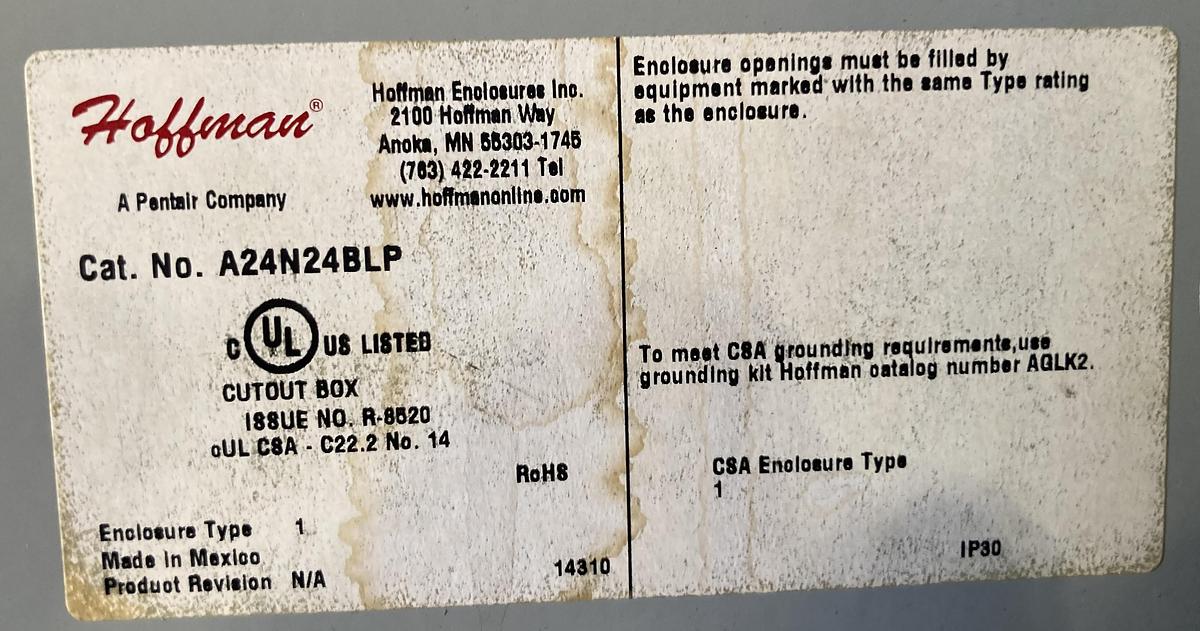 Hoffman®
A Pentair Company
Hoffman Enclosures Inc.
2100 Hoffman Way
Anoka, MN 55303-1745
(763) 422-2211 Tel
www.hoffmanonline.com
Cat. No. A24N24BLP
C UL US LISTED
CUTOUT BOX
ISSUE NO. R-8520
cUL CSA - C22.2 No. 14
RoHS
Enclosure Type 1
Made in Mexico
Product Revision N/A
14310
Enclosure openings must be filled by
equipment marked with the same Type rating
as the enclosure.
To meet CSA grounding requirements,use
grounding kit Hoffman catalog number AGLK2.
CSA Enclosure Type
1
IP30